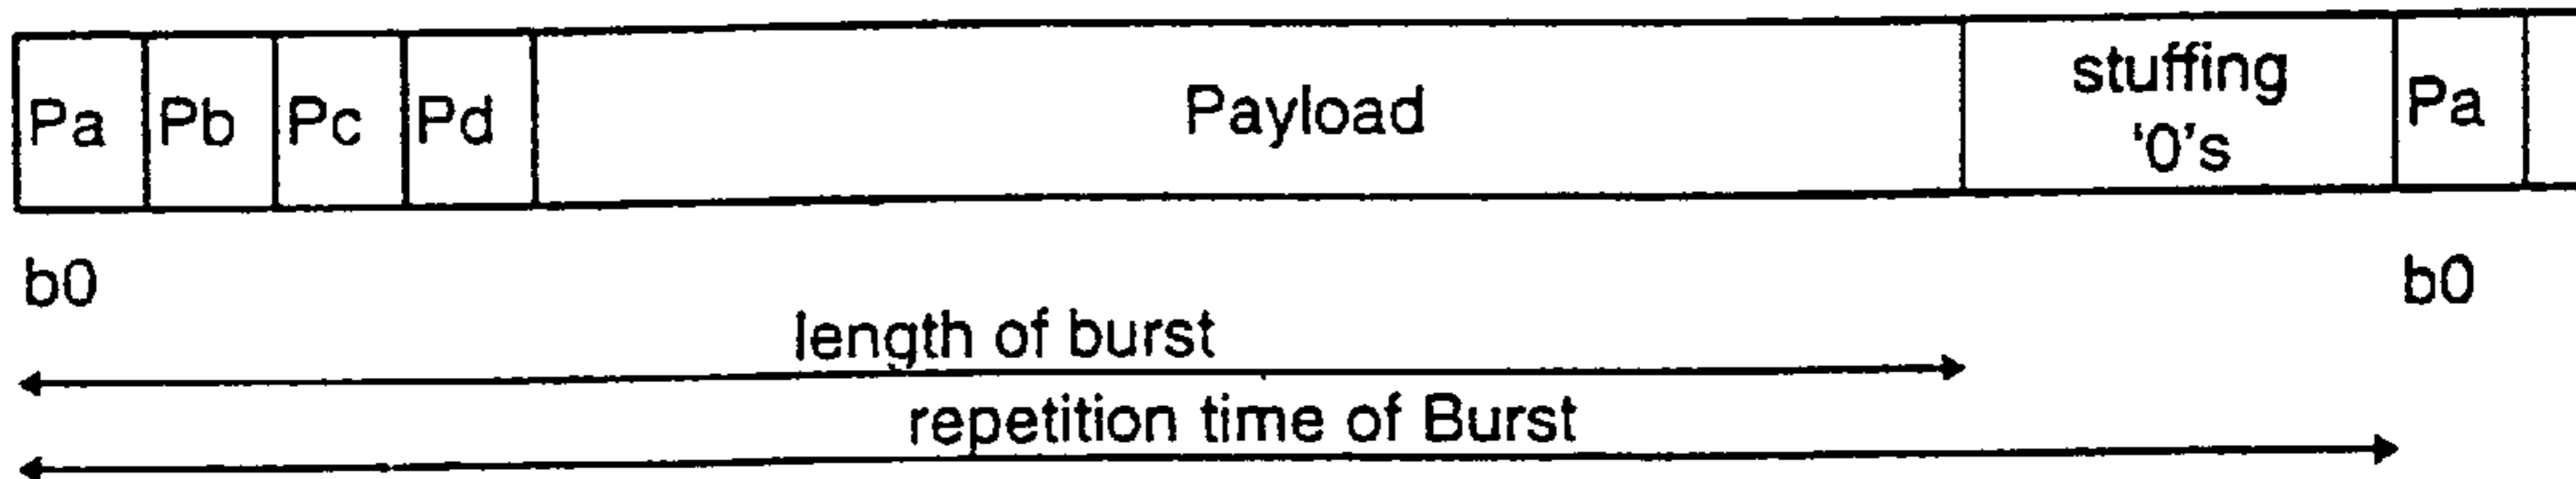 Pa Pb Pc Pd Payload stuffing '0's Pa
b0 b0
length of burst
repetition time of Burst